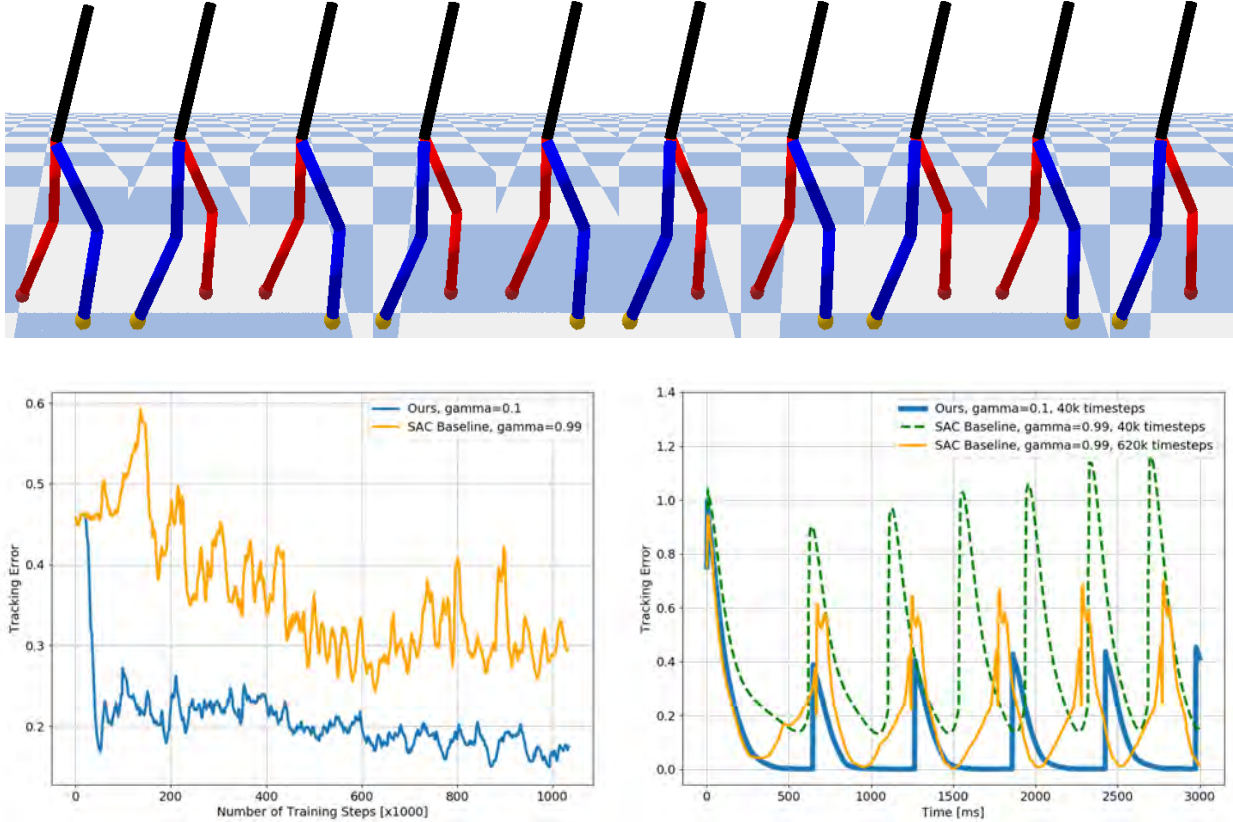 0.6
0.5
0.4
0.3
0.2
Tracking Error
Ours, gamma=0.1
SAC Baseline, gamma=0.99
0 200 400 600 800 1000
Number of Training Steps [x1000]
1.4
1.2
1.0
0.8
0.6
0.4
0.2
0.0
Tracking Error
Ours, gamma=0.1, 40k timesteps
SAC Baseline, gamma=0.99, 40k timesteps
SAC Baseline, gamma=0.99, 620k timesteps
0 500 1000 1500 2000 2500 3000
Time [ms]